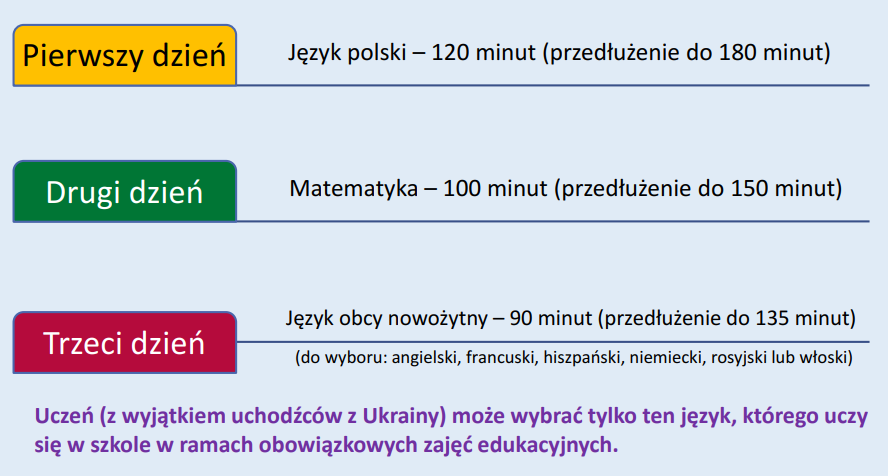 Pierwszy dzień
Język polski – 120 minut (przedłużenie do 180 minut)
Drugi dzień
Matematyka – 100 minut (przedłużenie do 150 minut)
Trzeci dzień
Język obcy nowożytny – 90 minut (przedłużenie do 135 minut)
(do wyboru: angielski, francuski, hiszpański, niemiecki, rosyjski lub włoski)
Uczeń (z wyjątkiem uchodźców z Ukrainy) może wybrać tylko ten język, którego uczy
się w szkole w ramach obowiązkowych zajęć edukacyjnych.